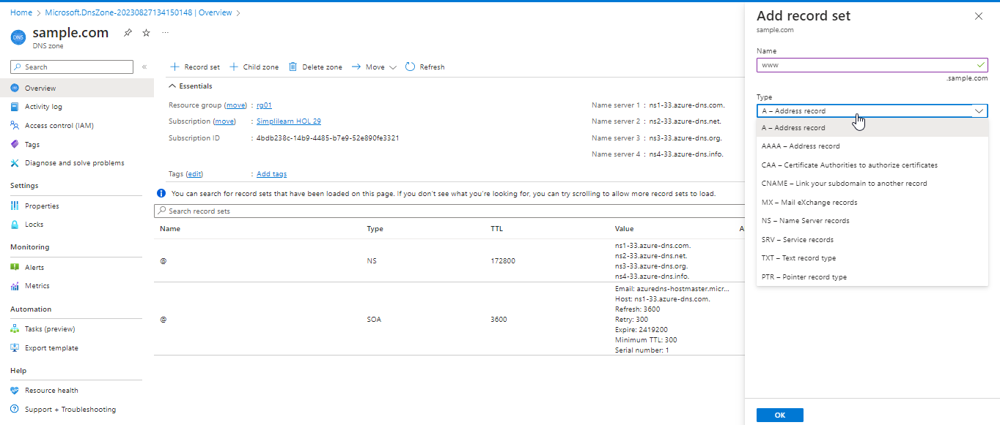 Home > Microsoft.DnsZone-20230827134150148 | Overview >
DNS
sample.com
DNS zone
Search
Overview
Activity log
Access control (IAM)
Tags
Diagnose and solve problems
Settings
Properties
Locks
Monitoring
Alerts
Metrics
Automation
Tasks (preview)
Export template
Help
Resource health
Support + Troubleshooting
Record set Child zone Delete zone Move Refresh
Essentials
Resource group (move) : rg01
Subscription (move) : Simplilearn HOL 29
Subscription ID : 4bdb238c-14b9-4485-b7e9-52e890fe3321
Name server 1 : ns1-33.azure-dns.com.
Name server 2 : ns2-33.azure-dns.net.
Name server 3 : ns3-33.azure-dns.org.
Name server 4 : ns4-33.azure-dns.info.
Tags (edit) : Add tags
You can search for record sets that have been loaded on this page. If you don't see what you're looking for, you can try scrolling to allow more record sets to load.
Search record sets
Name Type TTL Value A
@ NS 172800
ns1-33.azure-dns.com.
ns2-33.azure-dns.net.
ns3-33.azure-dns.org.
ns4-33.azure-dns.info.
@ SOA 3600
Email: azuredns-hostmaster.micr...
Host: ns1-33.azure-dns.com.
Refresh: 3600
Retry: 300
Expire: 2419200
Minimum TTL: 300
Serial number: 1
Add record set
sample.com
Name
www
.sample.com
Type
A – Address record
A – Address record
AAAA – Address record
CAA – Certificate Authorities to authorize certificates
CNAME – Link your subdomain to another record
MX – Mail eXchange records
NS – Name Server records
SRV – Service records
TXT – Text record type
PTR – Pointer record type
OK